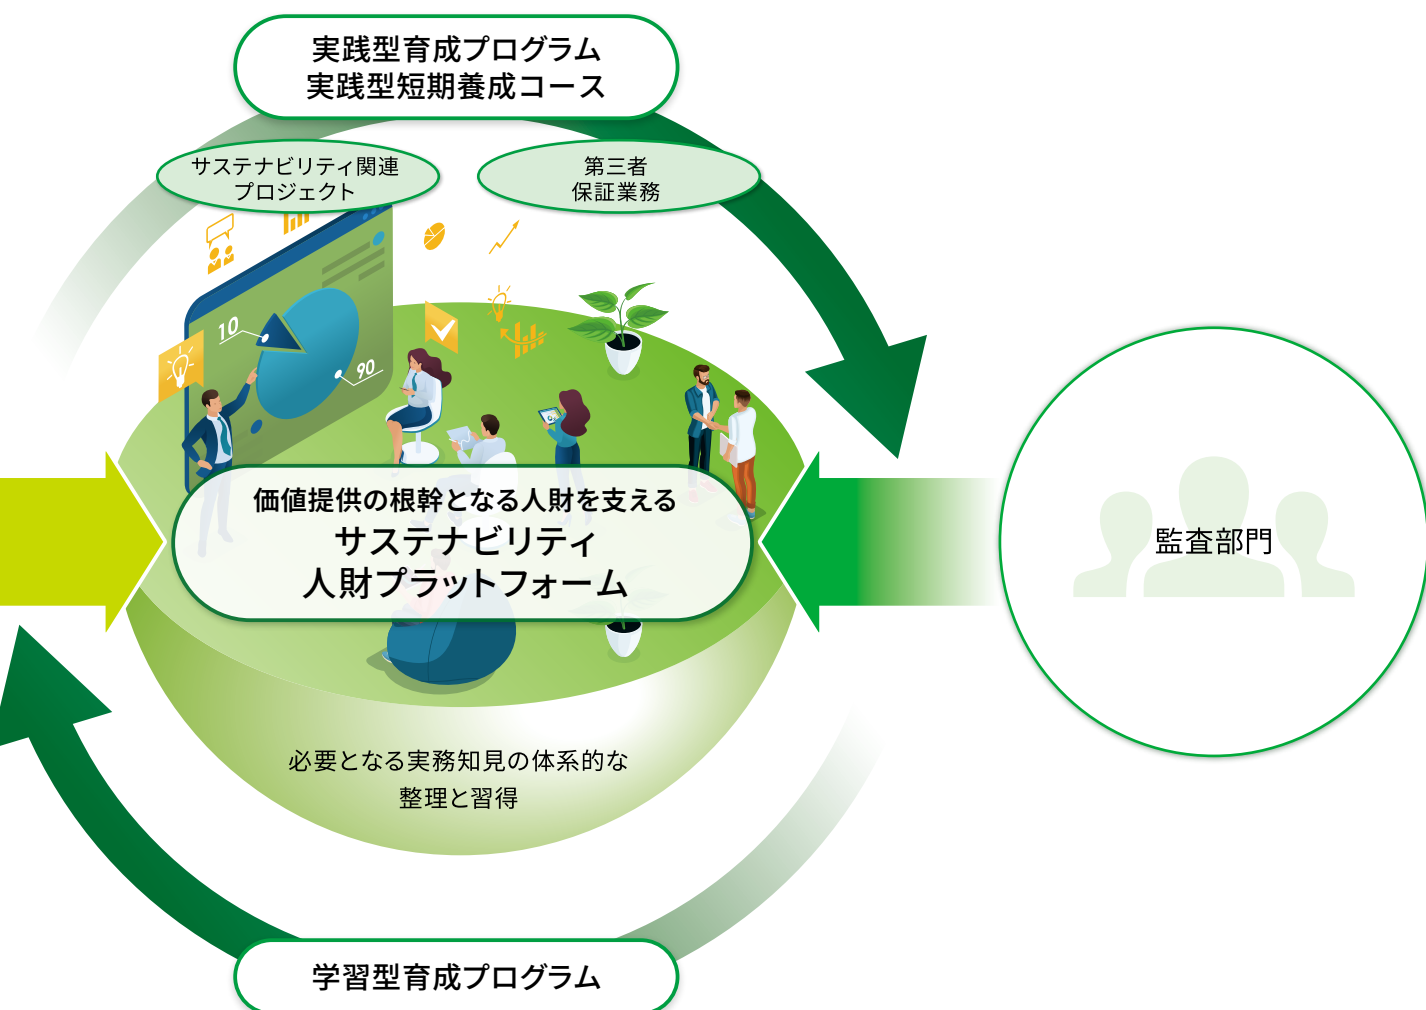 実践型育成プログラム
実践型短期養成コース
サステナビリティ関連
プロジェクト
第三者
保証業務
10
90
価値提供の根幹となる人財を支える
サステナビリティ
人財プラットフォーム
監査部門
必要となる実務知見の体系的な
整理と習得
学習型育成プログラム